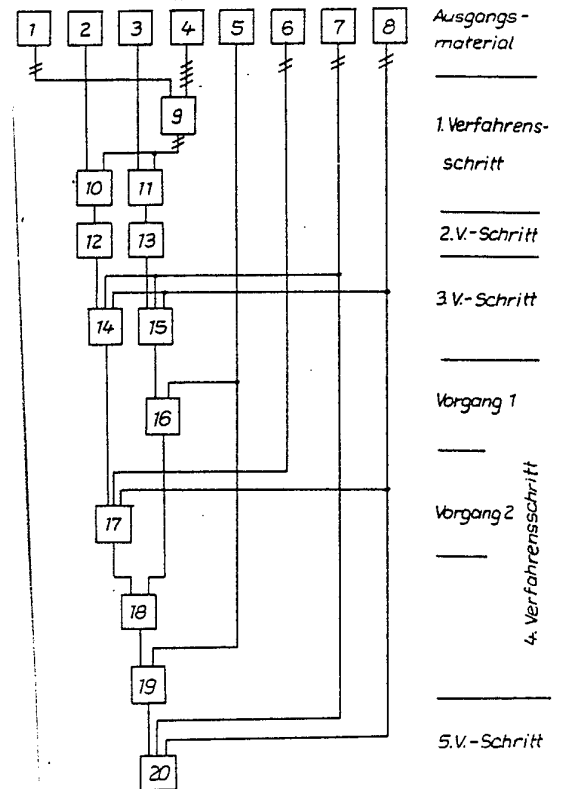 1 2 3 4 5 6 7 8
Ausgangs-
material
9
1. Verfahrens-
schritt
10 11
12 13
2.V.-Schritt
14 15
3.V.-Schritt
16
Vorgang 1
17
Vorgang 2
4. Verfahrensschritt
18
19
20
5.V.-Schritt